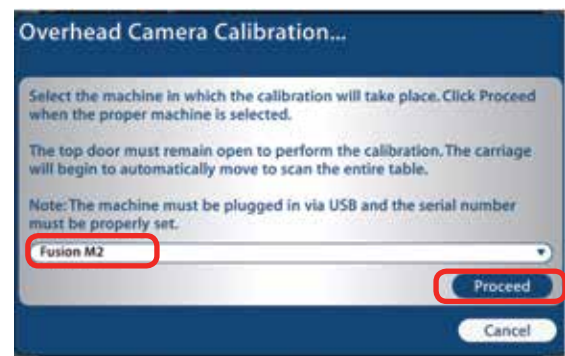 Overhead Camera Calibration...
Select the machine in which the calibration will take place. Click Proceed
when the proper machine is selected.
The top door must remain open to perform the calibration. The carriage
will begin to automatically move to scan the entire table.
Note: The machine must be plugged in via USB and the serial number
must be properly set.
Fusion M2
Proceed
Cancel